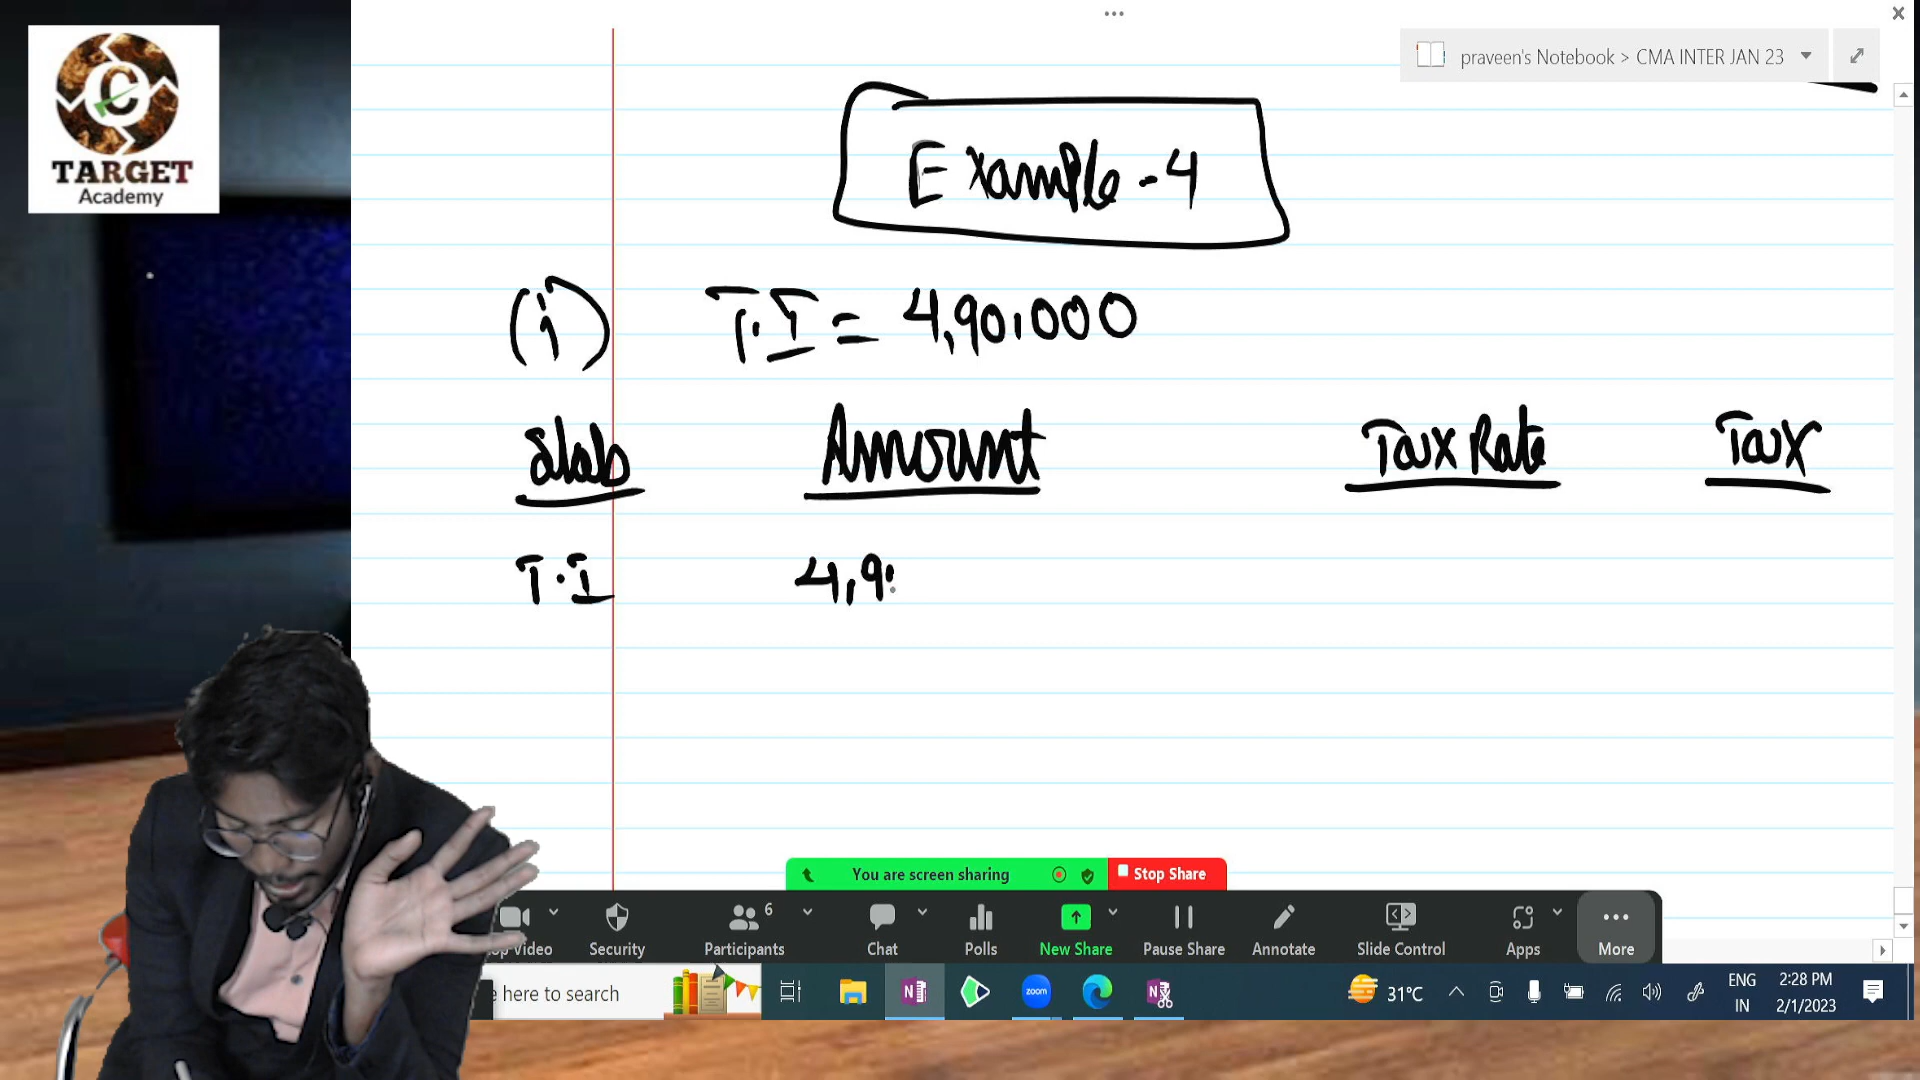 TARGET
Academy
praveen's Notebook > CMA INTER JAN 23
Example-4
(i) T.I = 4,90,000
Slab Amount Tax Rate Tax
T.I 4,9
You are screen sharing Stop Share
6
Video Security Participants Chat Polls New Share Pause Share Annotate Slide Control Apps More
here to search
zoom
31°C
ENG
IN
2:28 PM
2/1/2023